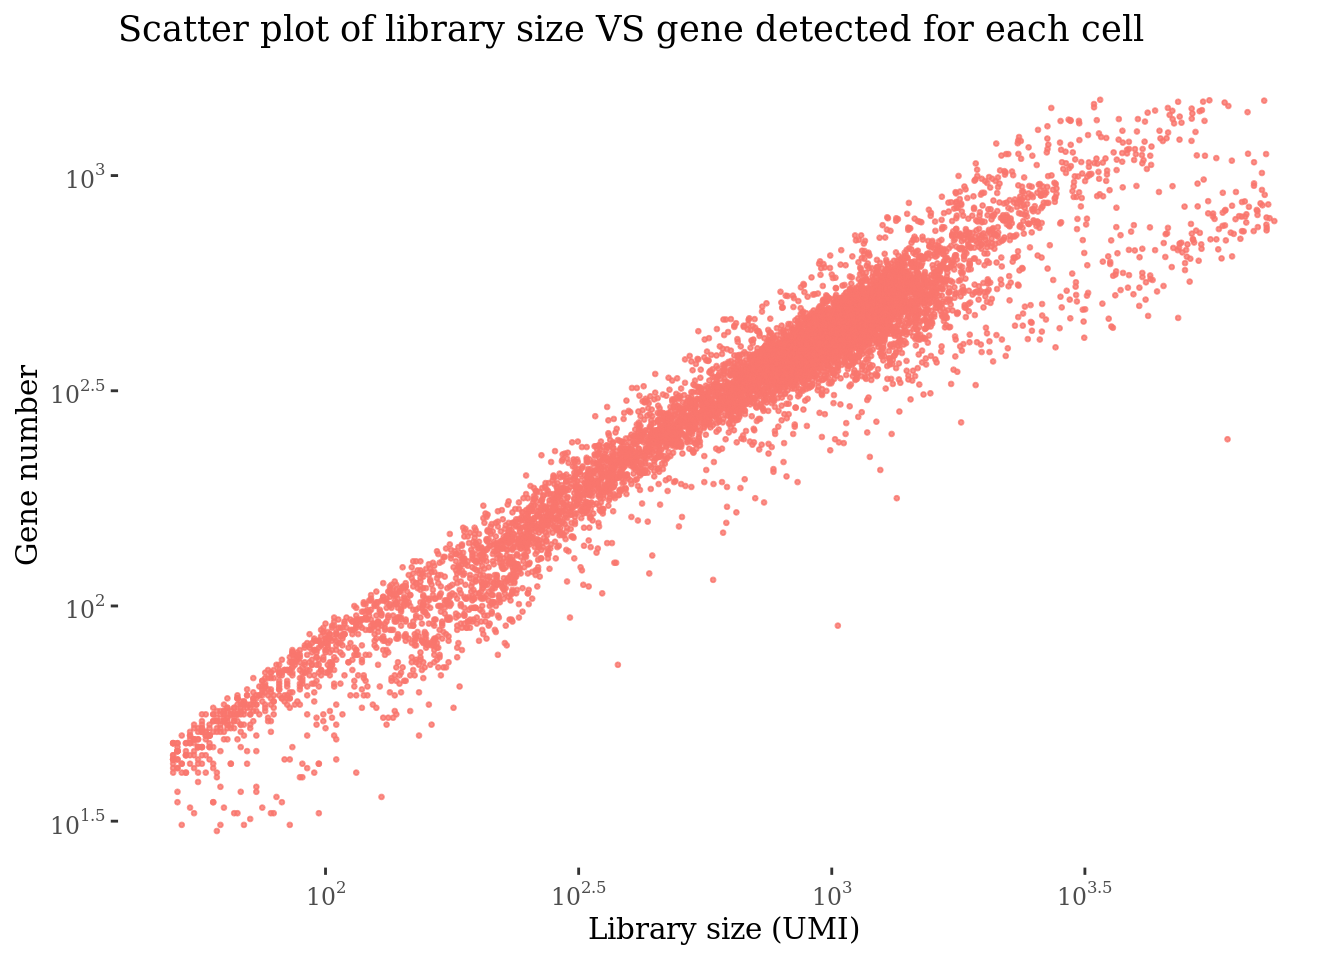 Scatter plot of library size VS gene detected for each cell
Gene number
10^3
10^2.5
10^2
10^1.5
10^2 10^2.5 10^3 10^3.5
Library size (UMI)